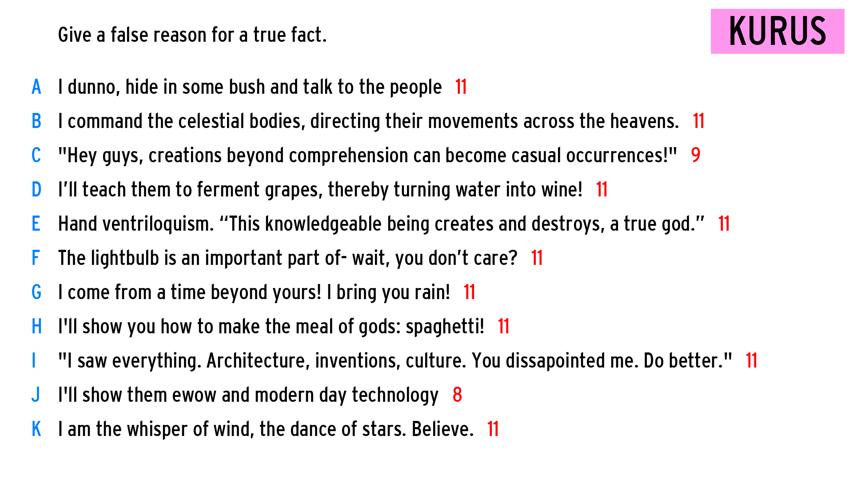 Give a false reason for a true fact.
KURUS
A I dunno, hide in some bush and talk to the people 11
B I command the celestial bodies, directing their movements across the heavens. 11
C "Hey guys, creations beyond comprehension can become casual occurrences!" 9
D I’ll teach them to ferment grapes, thereby turning water into wine! 11
E Hand ventriloquism. “This knowledgeable being creates and destroys, a true god.” 11
F The lightbulb is an important part of- wait, you don’t care? 11
G I come from a time beyond yours! I bring you rain! 11
H I'll show you how to make the meal of gods: spaghetti! 11
I "I saw everything. Architecture, inventions, culture. You dissapointed me. Do better." 11
J I'll show them ewow and modern day technology 8
K I am the whisper of wind, the dance of stars. Believe. 11